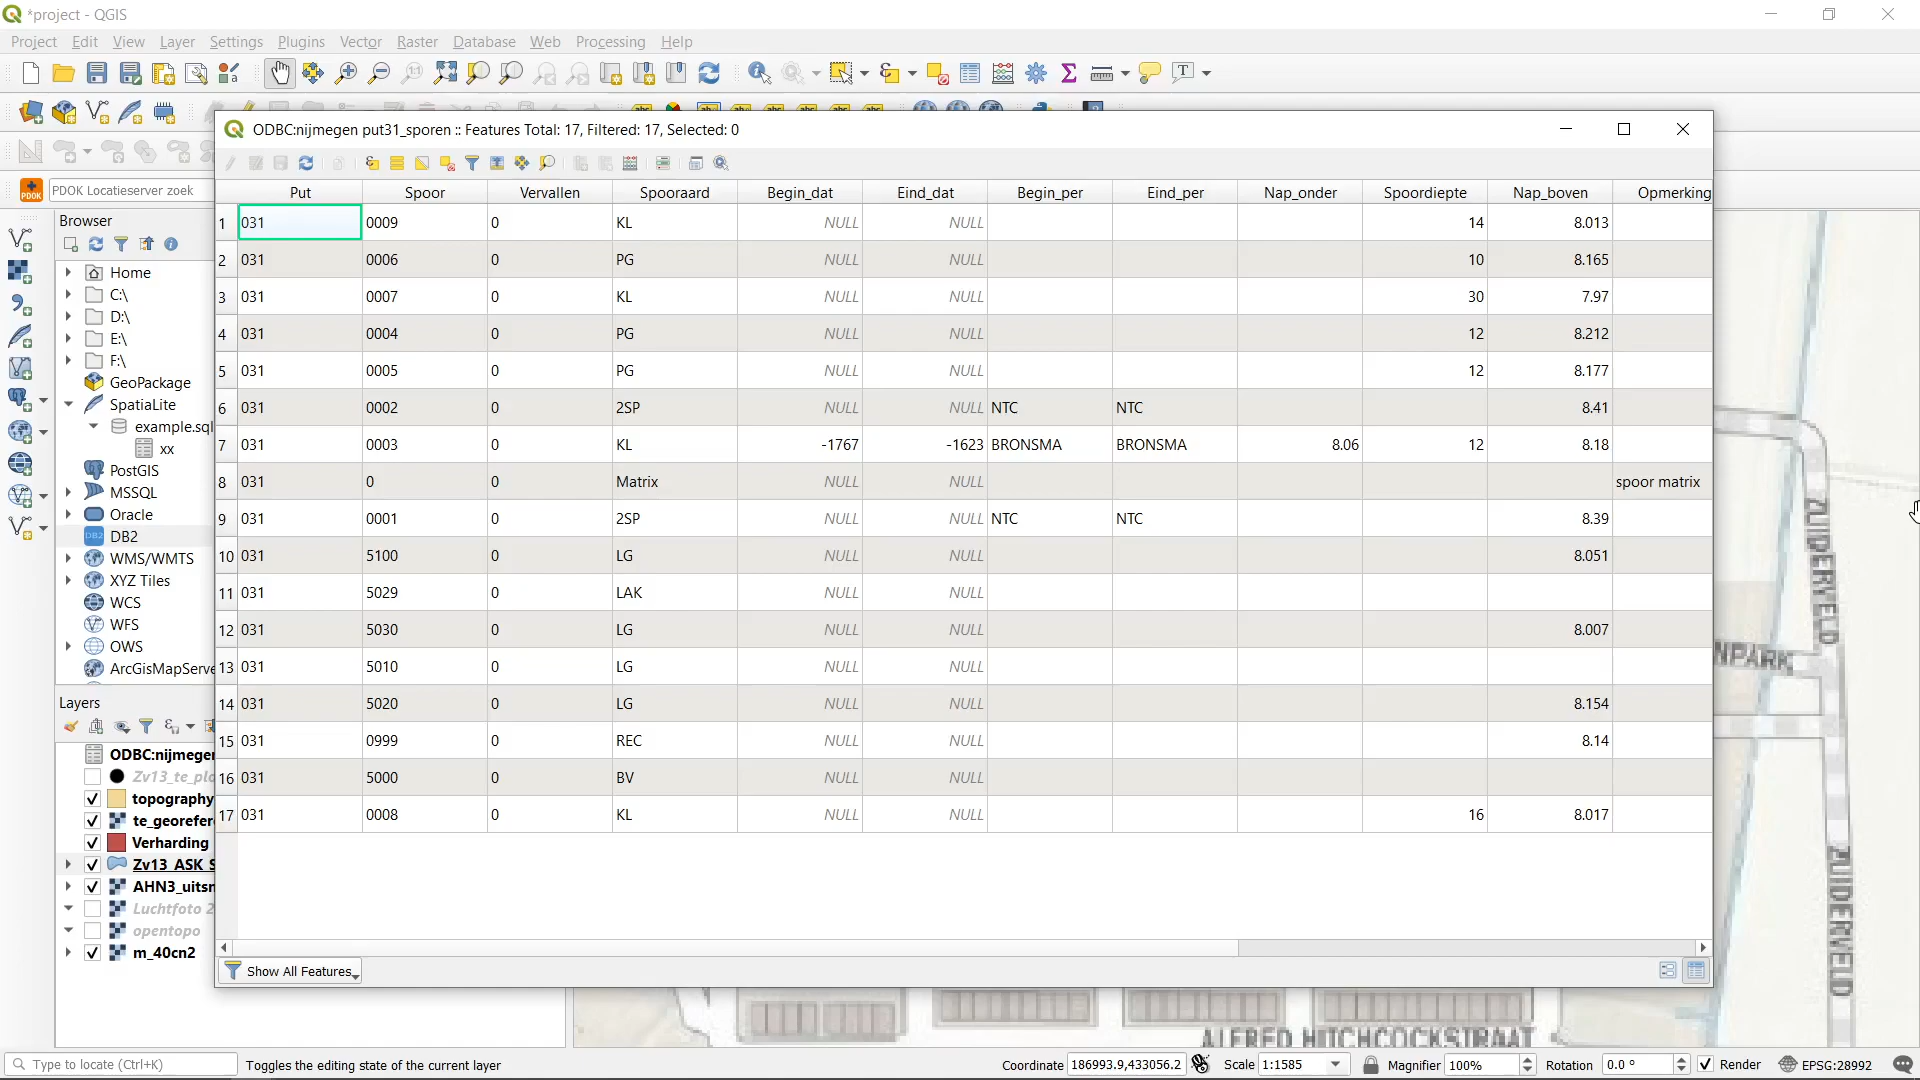 *project - QGIS
Project Edit View Layer Settings Plugins Vector Raster Database Web Processing Help
ODBC:nijmegen put31_sporen :: Features Total: 17, Filtered: 17, Selected: 0
PDOK PDOK Locatieserver zoek
Put Spoor Vervallen Spooraard Begin_dat Eind_dat Begin_per Eind_per Nap_onder Spoordiepte Nap_boven Opmerking
1 031 0009 0 KL NULL NULL 14 8.013
2 031 0006 0 PG NULL NULL 10 8.165
3 031 0007 0 KL NULL NULL 30 7.97
4 031 0004 0 PG NULL NULL 12 8.212
5 031 0005 0 PG NULL NULL 12 8.177
6 031 0002 0 2SP NULL NULL NTC NTC 8.41
7 031 0003 0 KL -1767 -1623 BRONSMA BRONSMA 8.06 12 8.18
8 031 0 0 Matrix NULL NULL spoor matrix
9 031 0001 0 2SP NULL NULL NTC NTC 8.39
10 031 5100 0 LG NULL NULL 8.051
11 031 5029 0 LAK NULL NULL
12 031 5030 0 LG NULL NULL 8.007
13 031 5010 0 LG NULL NULL
14 031 5020 0 LG NULL NULL 8.154
15 031 0999 0 REC NULL NULL 8.14
16 031 5000 0 BV NULL NULL
17 031 0008 0 KL NULL NULL 16 8.017
Show All Features
Browser
Home
C:\
D:\
E:\
F:\
GeoPackage
SpatiaLite
example.sql
xx
PostGIS
MSSQL
Oracle
DB2
WMS/WMTS
XYZ Tiles
WCS
WFS
OWS
ArcGisMapServe
Layers
ODBC:nijmegen
Zv13_te_plo
topography
te_georefer
Verharding
Zv13_ASK_S
AHN3_uitsn
Luchtfoto 2
opentopo
m_40cn2
ZUIDERVELD
NPARK
ZUIDERVELD
ALFRED HITCHCOCKSTRAAT
Type to locate (Ctrl+K) Toggles the editing state of the current layer Coordinate 186993.9,433056.2 Scale 1:1585 Magnifier 100% Rotation 0.0 ° Render EPSG:28992